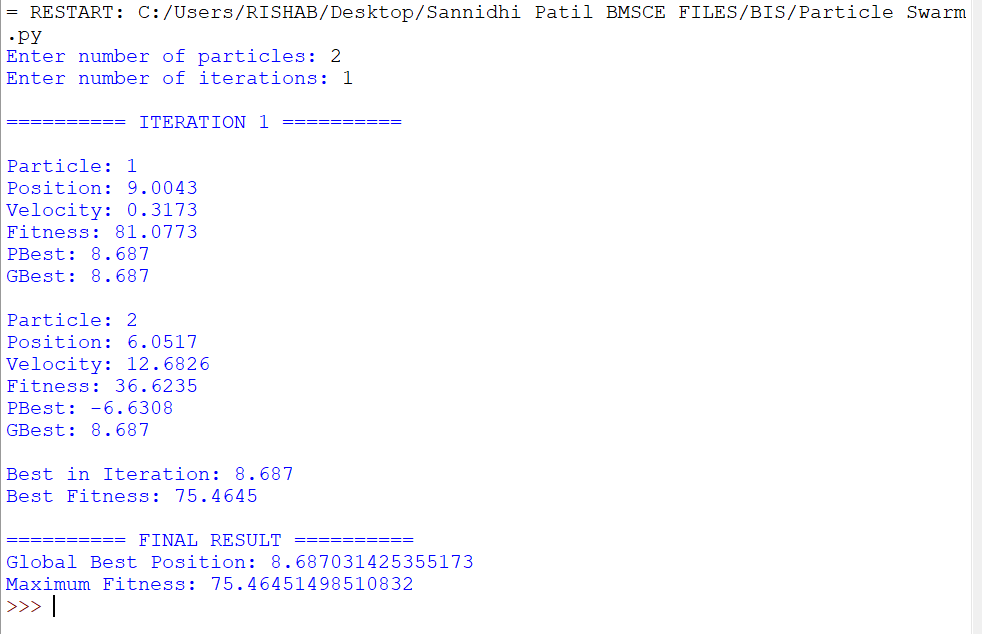 = RESTART: C:/Users/RISHAB/Desktop/Sannidhi Patil BMSCE FILES/BIS/Particle Swarm
.py
Enter number of particles: 2
Enter number of iterations: 1
========== ITERATION 1 ==========
Particle: 1
Position: 9.0043
Velocity: 0.3173
Fitness: 81.0773
PBest: 8.687
GBest: 8.687
Particle: 2
Position: 6.0517
Velocity: 12.6826
Fitness: 36.6235
PBest: -6.6308
GBest: 8.687
Best in Iteration: 8.687
Best Fitness: 75.4645
========== FINAL RESULT ==========
Global Best Position: 8.687031425355173
Maximum Fitness: 75.46451498510832
>>>